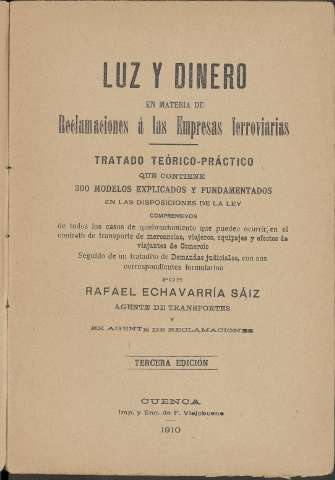 LUZ Y DINERO
EN MATERIA DE
Reclamaciones á las Empresas ferroviarias
TRATADO TEÓRICO-PRÁCTICO
QUE CONTIENE
300 MODELOS EXPLICADOS Y FUNDAMENTADOS
EN LAS DISPOSICIONES DE LA LEY
COMPRENSIVOS
de todos los casos de quebrantamiento que pueden ocurrir, en el
contrato de transporte de mercancías, viajeros, equipajes y efectos de
viajantes de Comercio
Seguido de un tratadito de Demandas judiciales, con sus
correspondientes formularios
POR
RAFAEL ECHAVARRÍA SÁIZ
AGENTE DE TRANSPORTES
Y
EX AGENTE DE RECLAMACIONES
TERCERA EDICIÓN
CUENCA
Imp. y Enc. de F. Viejobueno
1910